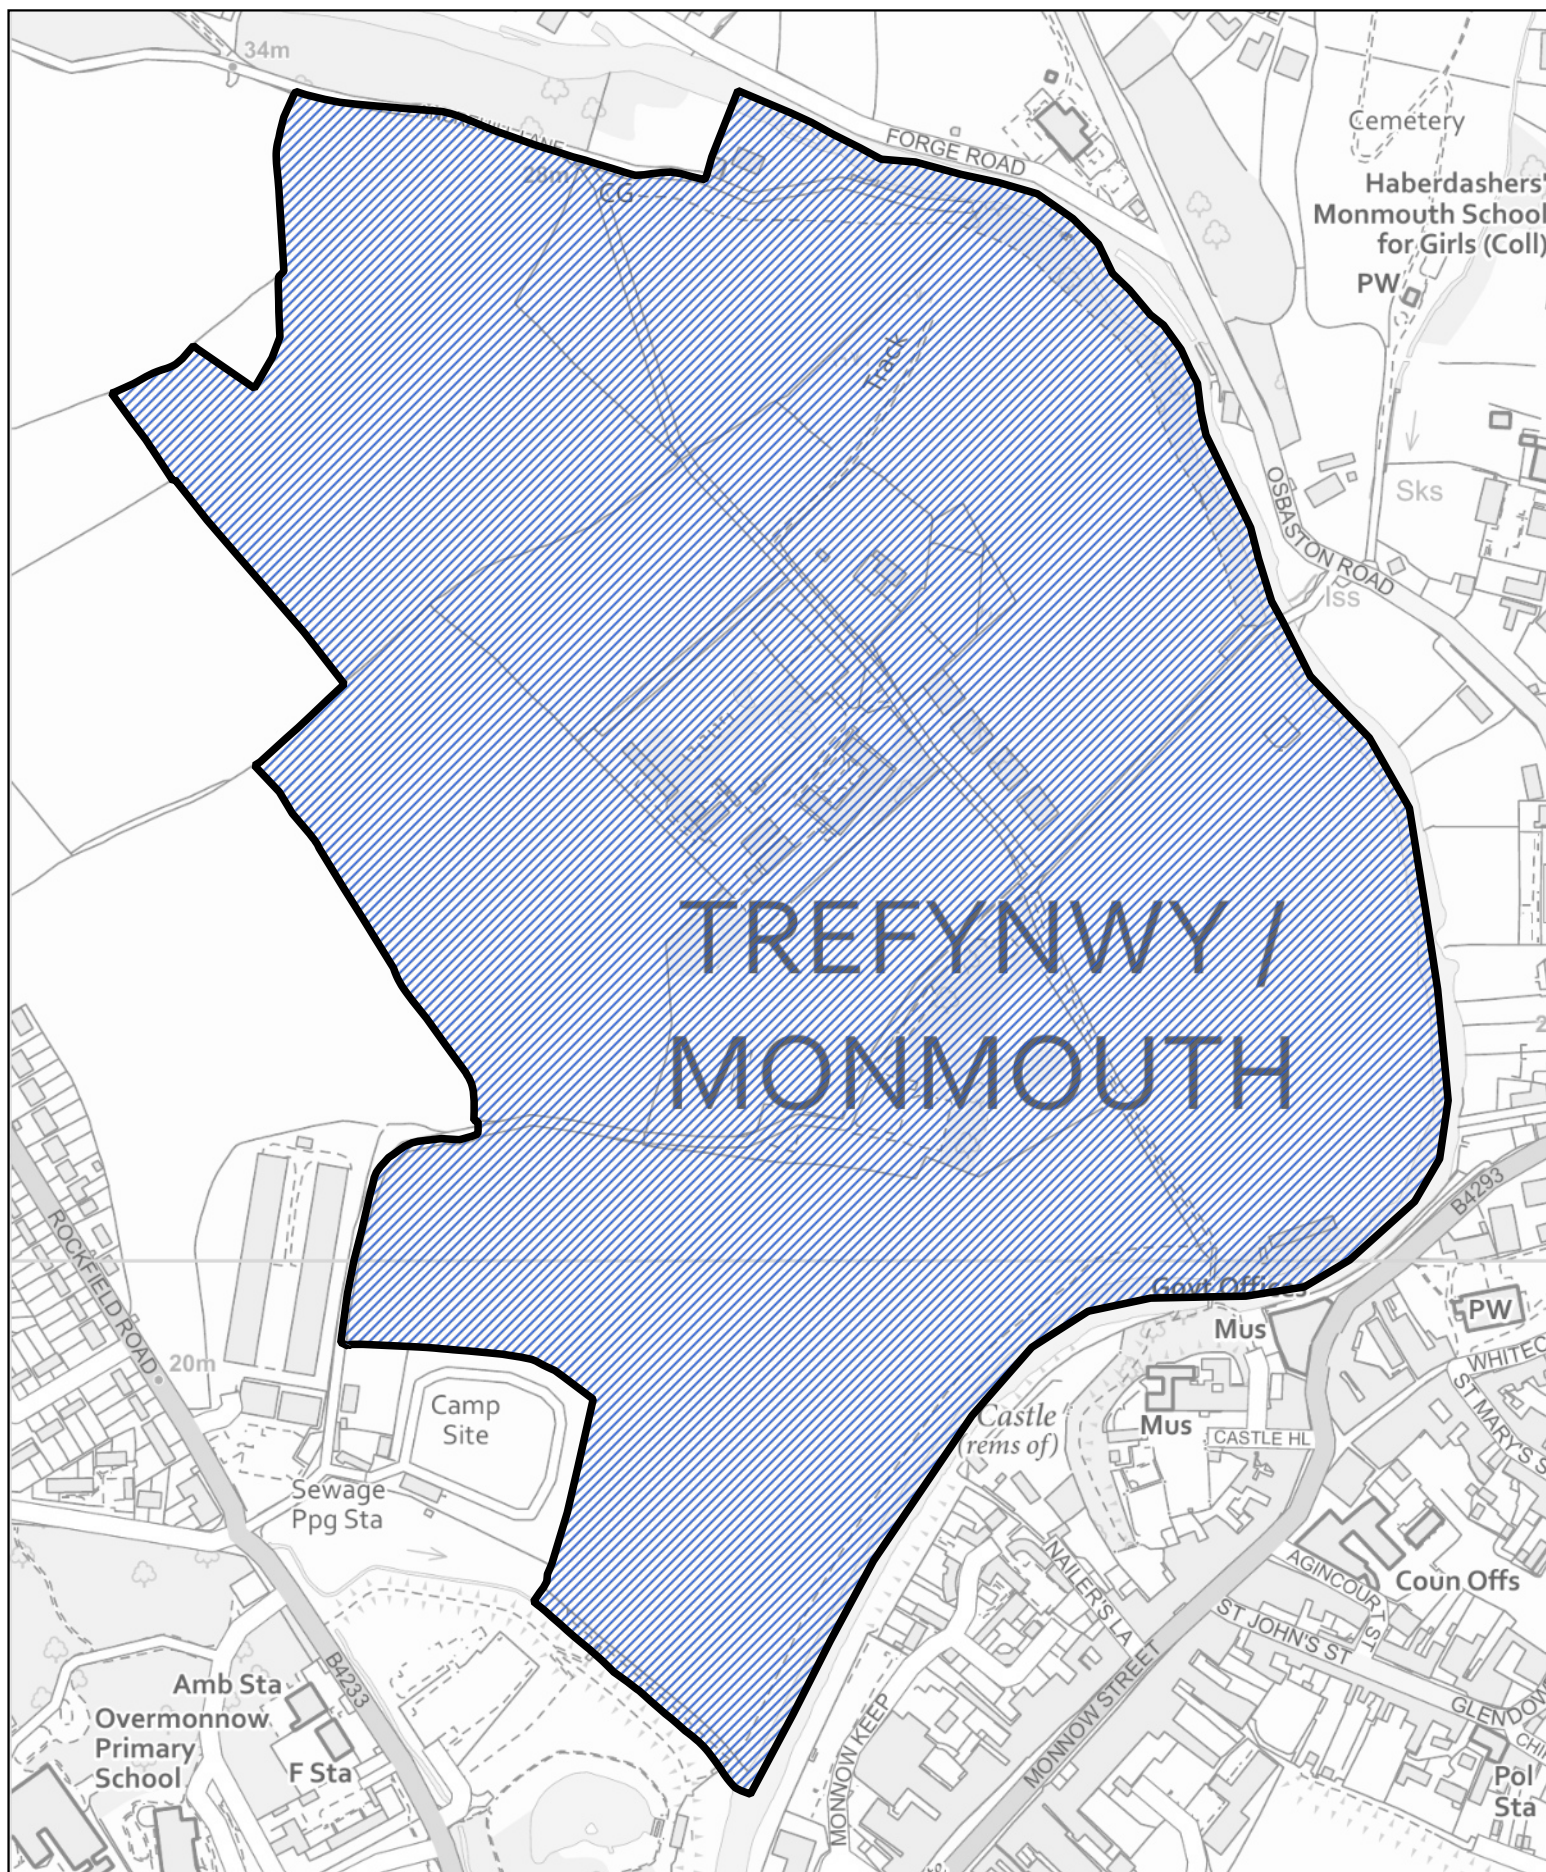 34m
28m
CG
FORGE ROAD
Cemetery
Haberdashers'
Monmouth School
for Girls (Coll)
PW
Track
Sks
OSBASTON ROAD
Iss
TREFYNWY /
MONMOUTH
ROCKFIELD ROAD
20m
B4293
Govt Offices
Mus
PW
WHITEC
ST MARY'S S
Camp
Site
Castle
(rems of)
Mus
CASTLE HL
Sewage
Ppg Sta
NAILER'S LA
AGINCOURT ST
Coun Offs
ST JOHN'S ST
B4233
Amb Sta
Overmonnow
Primary
School
F Sta
MONNOW KEEP
MONNOW STREET
GLENDOW
Pol
Sta